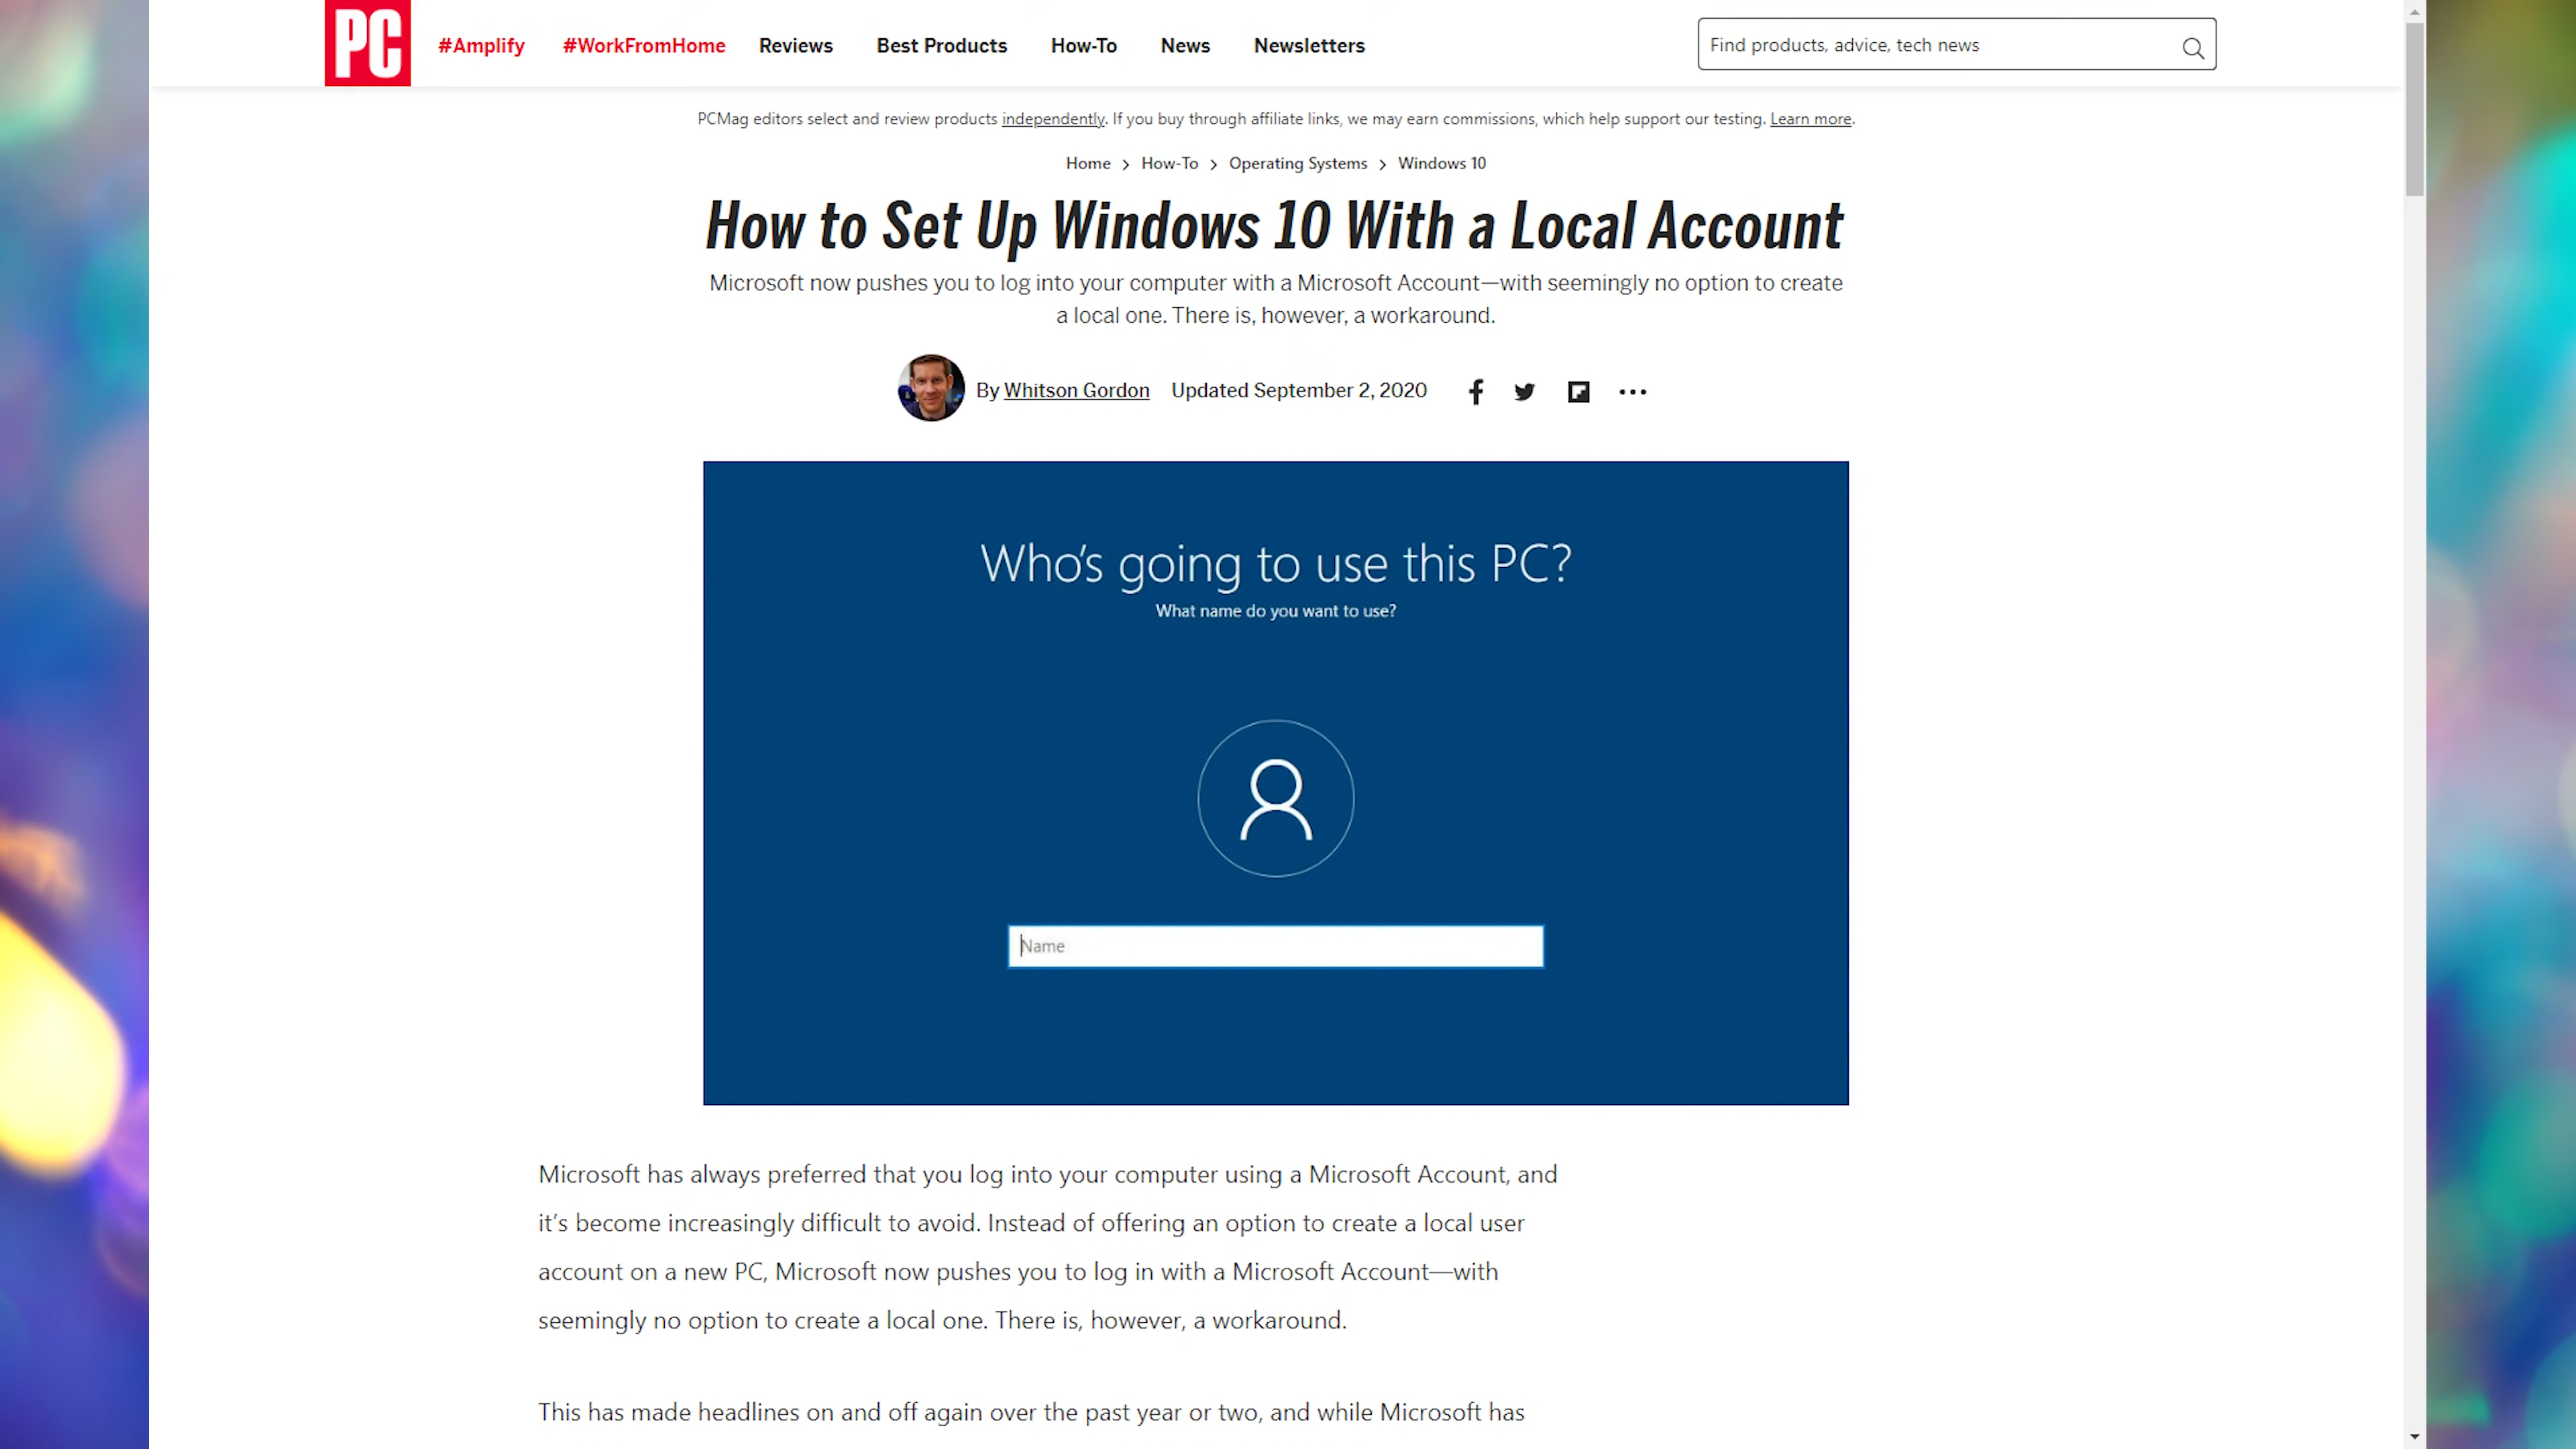 PC
#Amplify #WorkFromHome Reviews Best Products How-To News Newsletters
Find products, advice, tech news
PCMag editors select and review products independently. If you buy through affiliate links, we may earn commissions, which help support our testing. Learn more.
Home > How-To > Operating Systems > Windows 10
How to Set Up Windows 10 With a Local Account
Microsoft now pushes you to log into your computer with a Microsoft Account—with seemingly no option to create
a local one. There is, however, a workaround.
By Whitson Gordon Updated September 2, 2020
Who's going to use this PC?
What name do you want to use?
Name
Microsoft has always preferred that you log into your computer using a Microsoft Account, and
it's become increasingly difficult to avoid. Instead of offering an option to create a local user
account on a new PC, Microsoft now pushes you to log in with a Microsoft Account—with
seemingly no option to create a local one. There is, however, a workaround.
This has made headlines on and off again over the past year or two, and while Microsoft has